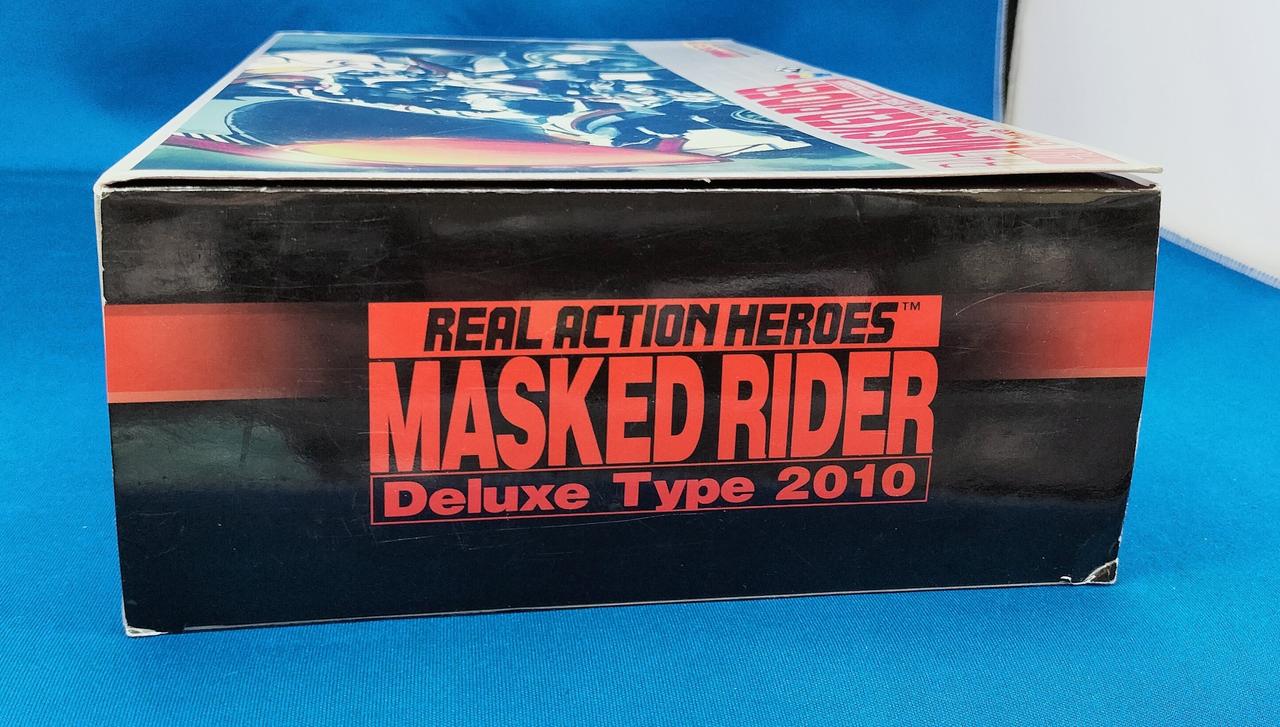 REAL ACTION HEROES™
MASKED RIDER
Deluxe Type 2010